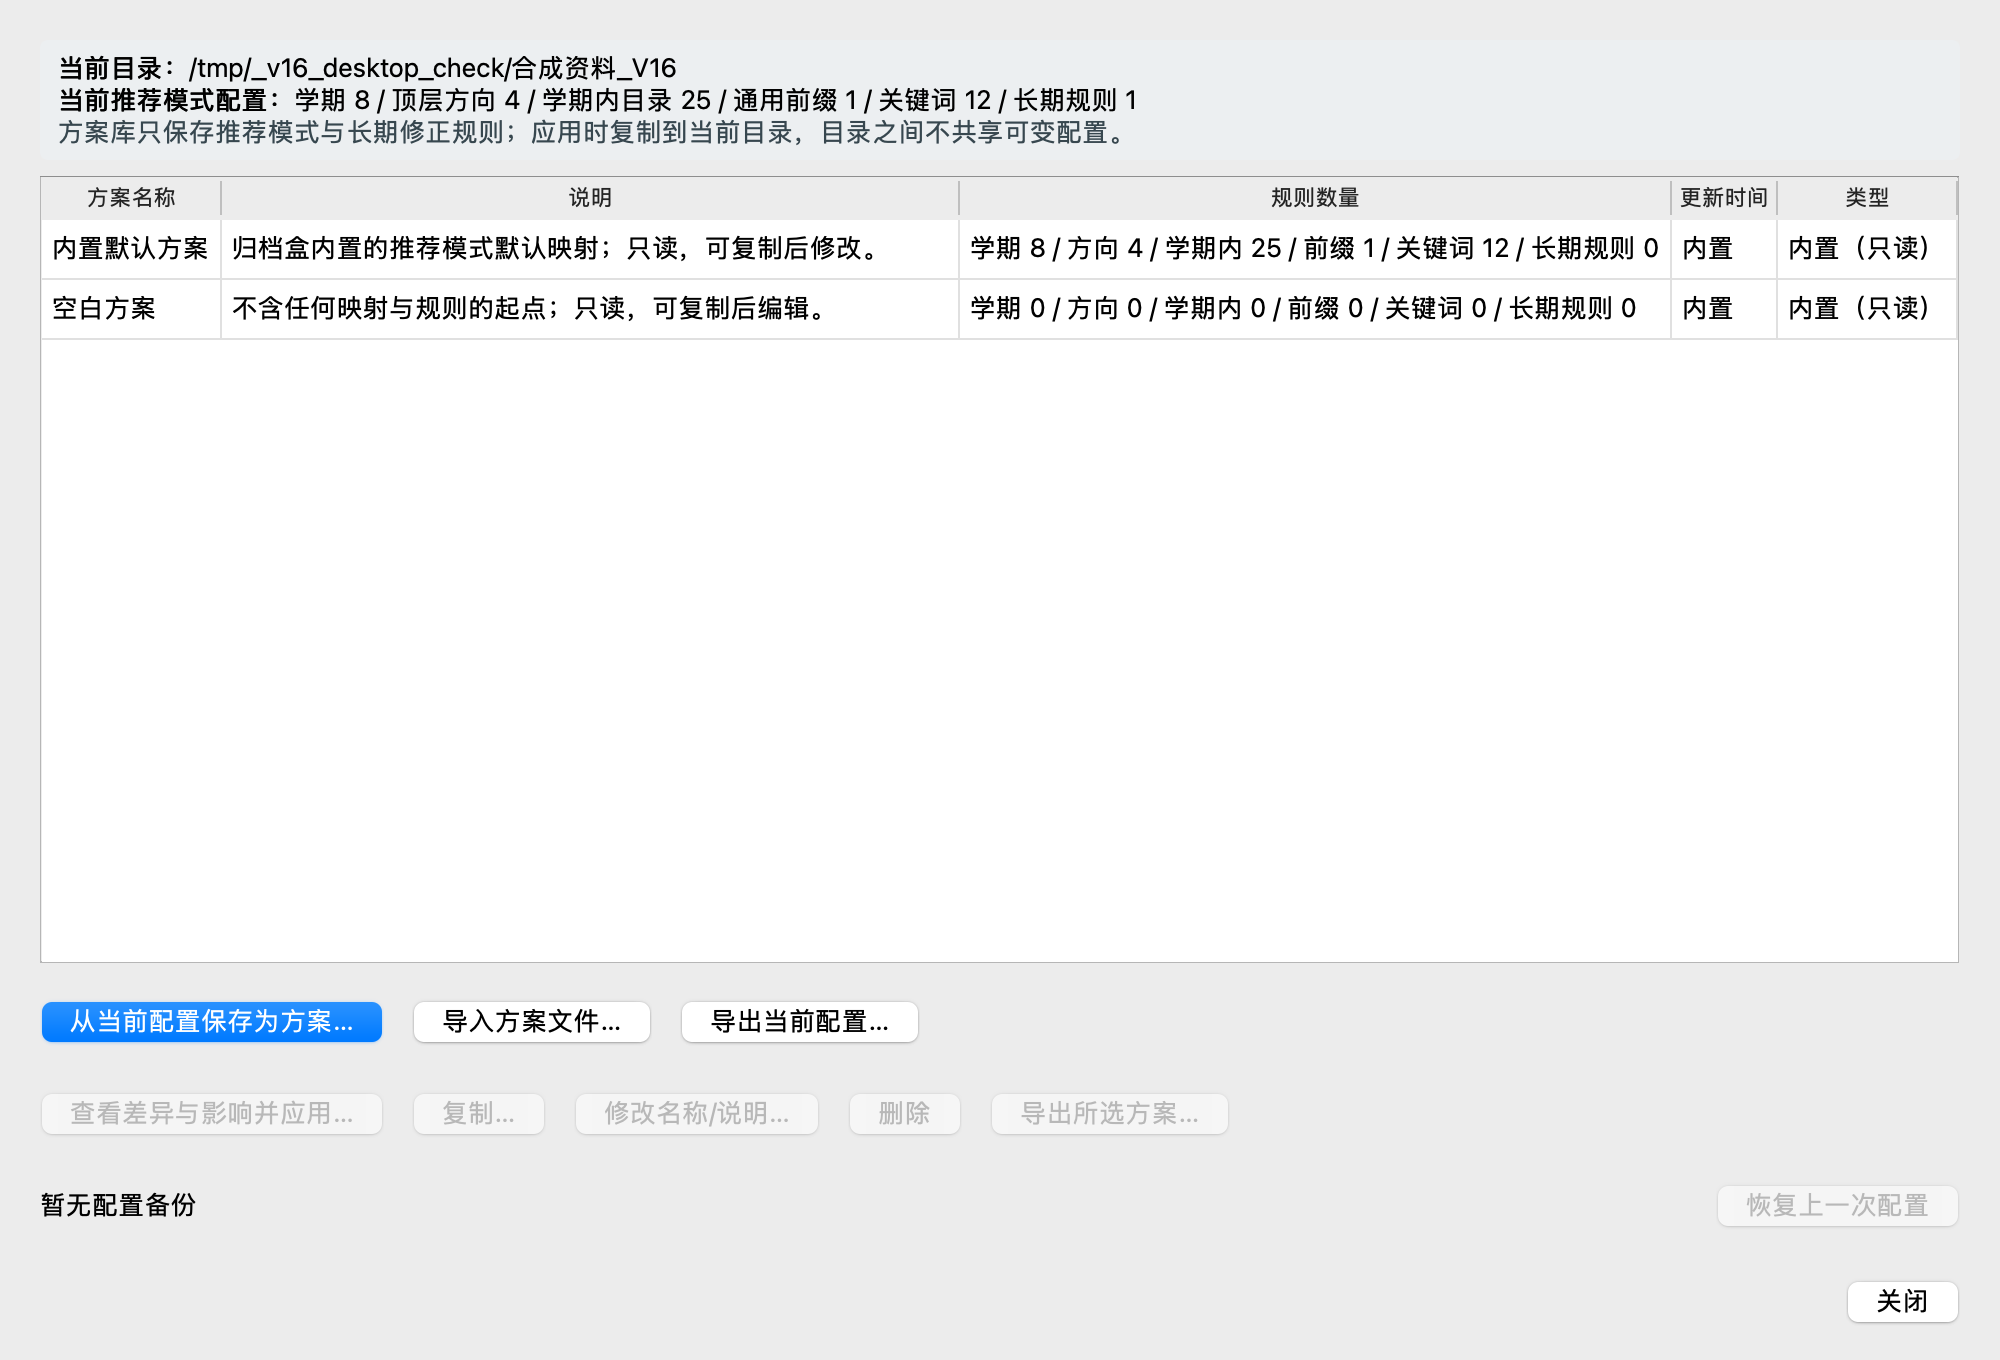 当前目录：/tmp/_v16_desktop_check/合成资料_V16
当前推荐模式配置：学期 8 / 顶层方向 4 / 学期内目录 25 / 通用前缀 1 / 关键词 12 / 长期规则 1
方案库只保存推荐模式与长期修正规则；应用时复制到当前目录，目录之间不共享可变配置。
方案名称 说明 规则数量 更新时间 类型
内置默认方案 归档盒内置的推荐模式默认映射；只读，可复制后修改。 学期 8 / 方向 4 / 学期内 25 / 前缀 1 / 关键词 12 / 长期规则 0 内置 内置（只读）
空白方案 不含任何映射与规则的起点；只读，可复制后编辑。 学期 0 / 方向 0 / 学期内 0 / 前缀 0 / 关键词 0 / 长期规则 0 内置 内置（只读）
从当前配置保存为方案... 导入方案文件... 导出当前配置...
查看差异与影响并应用... 复制... 修改名称/说明... 删除 导出所选方案...
暂无配置备份 恢复上一次配置
关闭